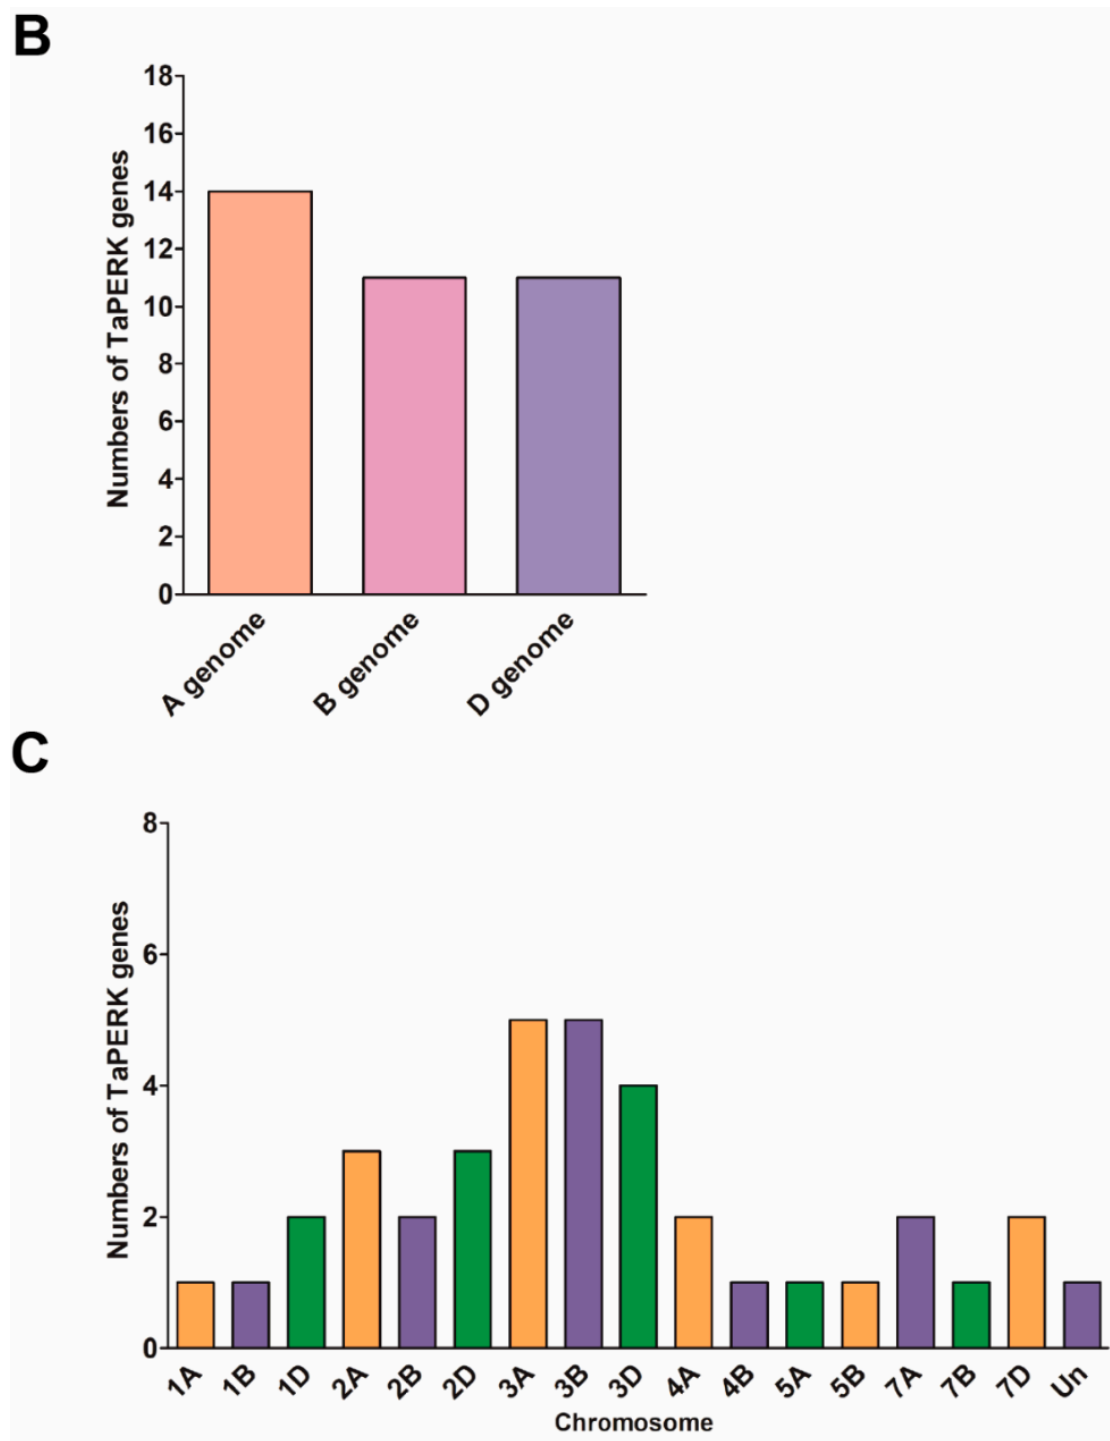 B
Numbers of TaPERK genes
18
16
14
12
10
8
6
4
2
0
A genome
B genome
D genome
C
Numbers of TaPERK genes
8
6
4
2
0
1A
1B
1D
2A
2B
2D
3A
3B
3D
4A
4B
5A
5B
7A
7B
7D
Un
Chromosome